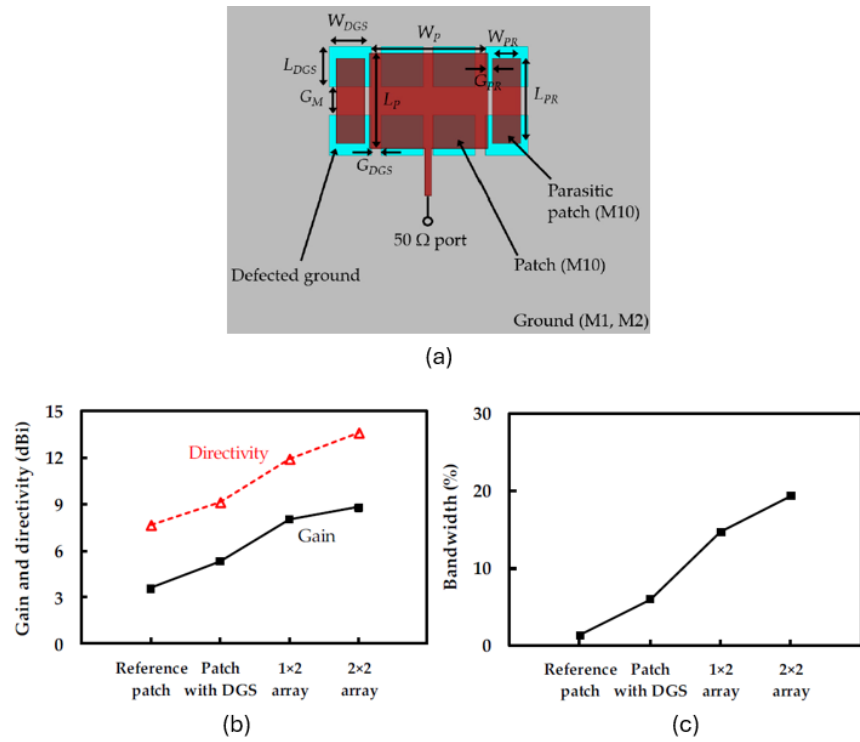 W_DGS
W_P
W_PR
L_DGS
G_M
L_P
G_PR
L_PR
G_DGS
Parasitic
patch (M10)
50 Ω port
Patch (M10)
Defected ground
Ground (M1, M2)
(a)
Gain and directivity (dBi)
15
12
9
6
3
0
Directivity
Gain
Reference
patch
Patch
with DGS
1×2
array
2×2
array
(b)
Bandwidth (%)
30
20
10
0
Reference
patch
Patch
with DGS
1×2
array
2×2
array
(c)